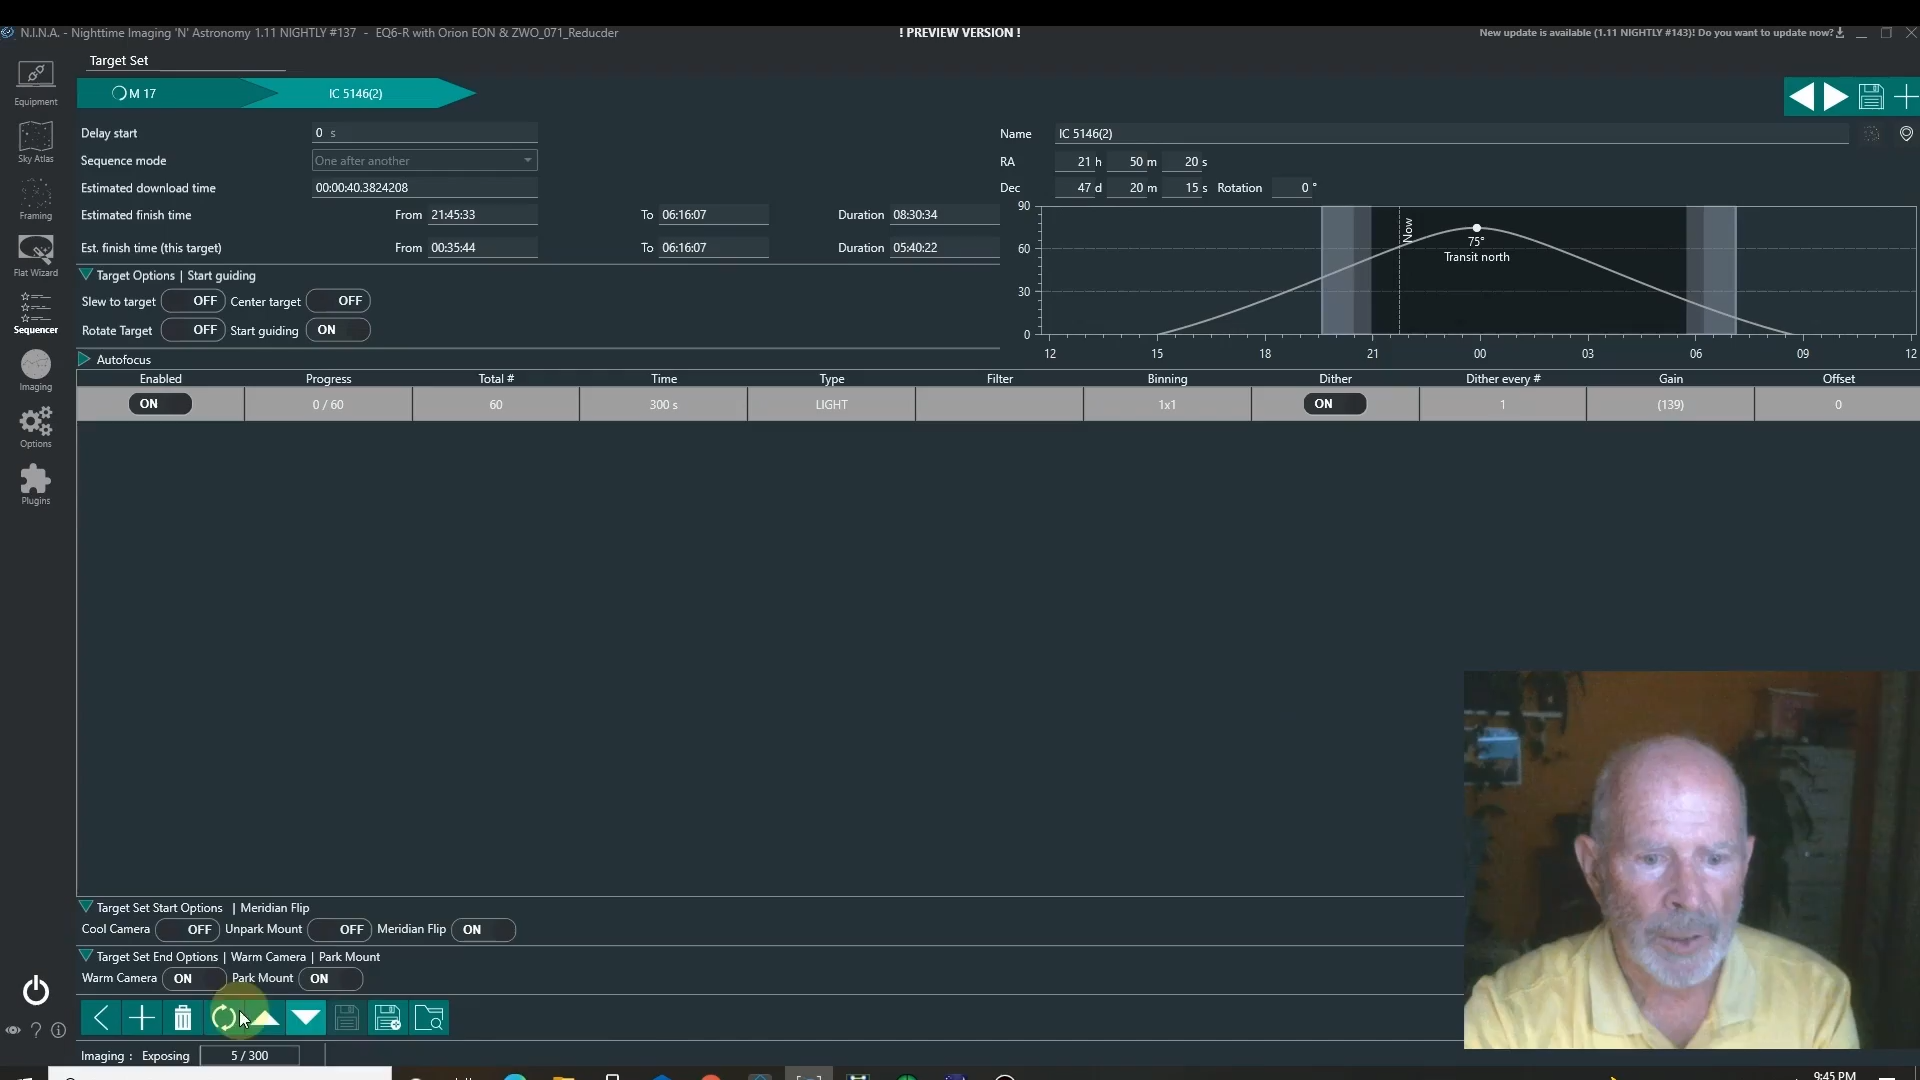 N.I.N.A. - Nighttime Imaging 'N' Astronomy 1.11 NIGHTLY #137 - EQ6-R with Orion EON & ZWO_071_Reducder
! PREVIEW VERSION !
New update is available (1.11 NIGHTLY #143)! Do you want to update now?
Target Set
M 17
IC 5146(2)
Equipment
Sky Atlas
Framing
Flat Wizard
Sequencer
Imaging
Options
Plugins
Delay start 0 s
Sequence mode One after another
Estimated download time 00:00:40.3824208
Estimated finish time From 21:45:33 To 06:16:07 Duration 08:30:34
Est. finish time (this target) From 00:35:44 To 06:16:07 Duration 05:40:22
Target Options | Start guiding
Slew to target OFF Center target OFF
Rotate Target OFF Start guiding ON
Name IC 5146(2)
RA 21 h 50 m 20 s
Dec 47 d 20 m 15 s Rotation 0 °
90
60
30
0
Now
75°
Transit north
12 15 18 21 00 03 06 09 12
Autofocus
Enabled Progress Total # Time Type Filter Binning Dither Dither every # Gain Offset
ON 0 / 60 60 300 s LIGHT 1x1 ON 1 (139) 0
Target Set Start Options | Meridian Flip
Cool Camera OFF Unpark Mount OFF Meridian Flip ON
Target Set End Options | Warm Camera | Park Mount
Warm Camera ON Park Mount ON
Imaging : Exposing 5 / 300
9:45 PM